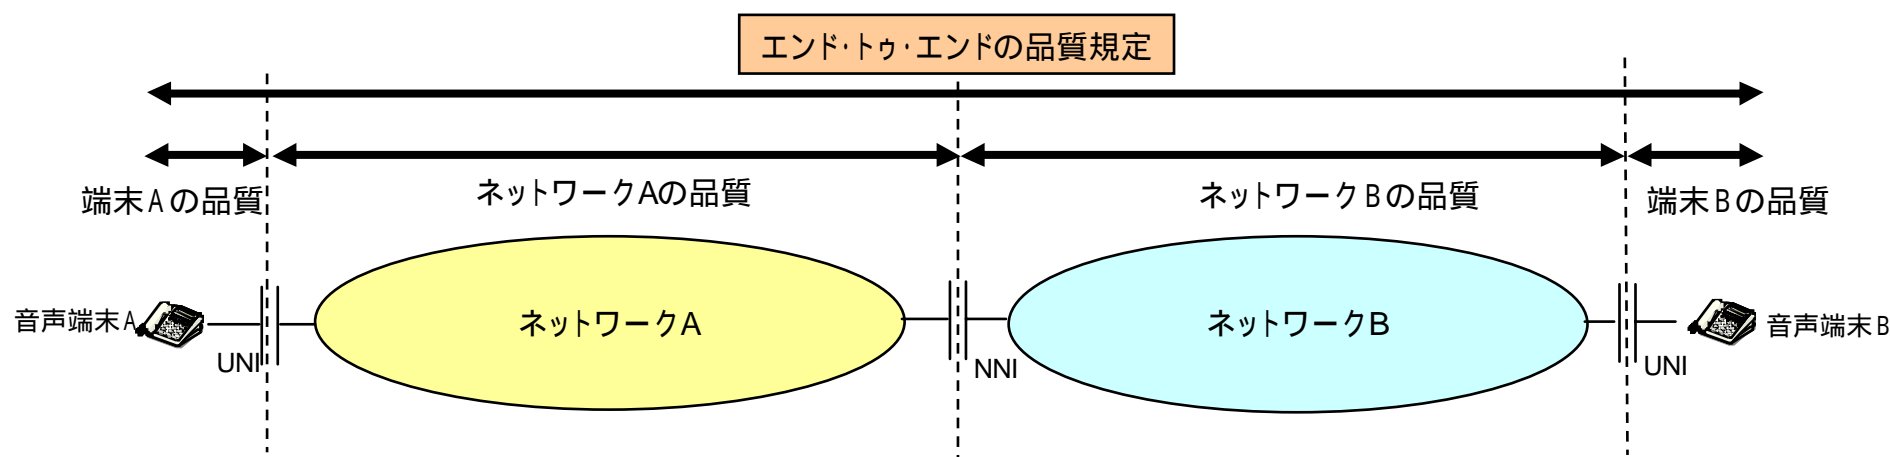 エンド・トゥ・エンドの品質規定
端末Aの品質
ネットワークAの品質
ネットワークBの品質
端末Bの品質
音声端末A
UNI
ネットワークA
NNI
ネットワークB
UNI
音声端末B